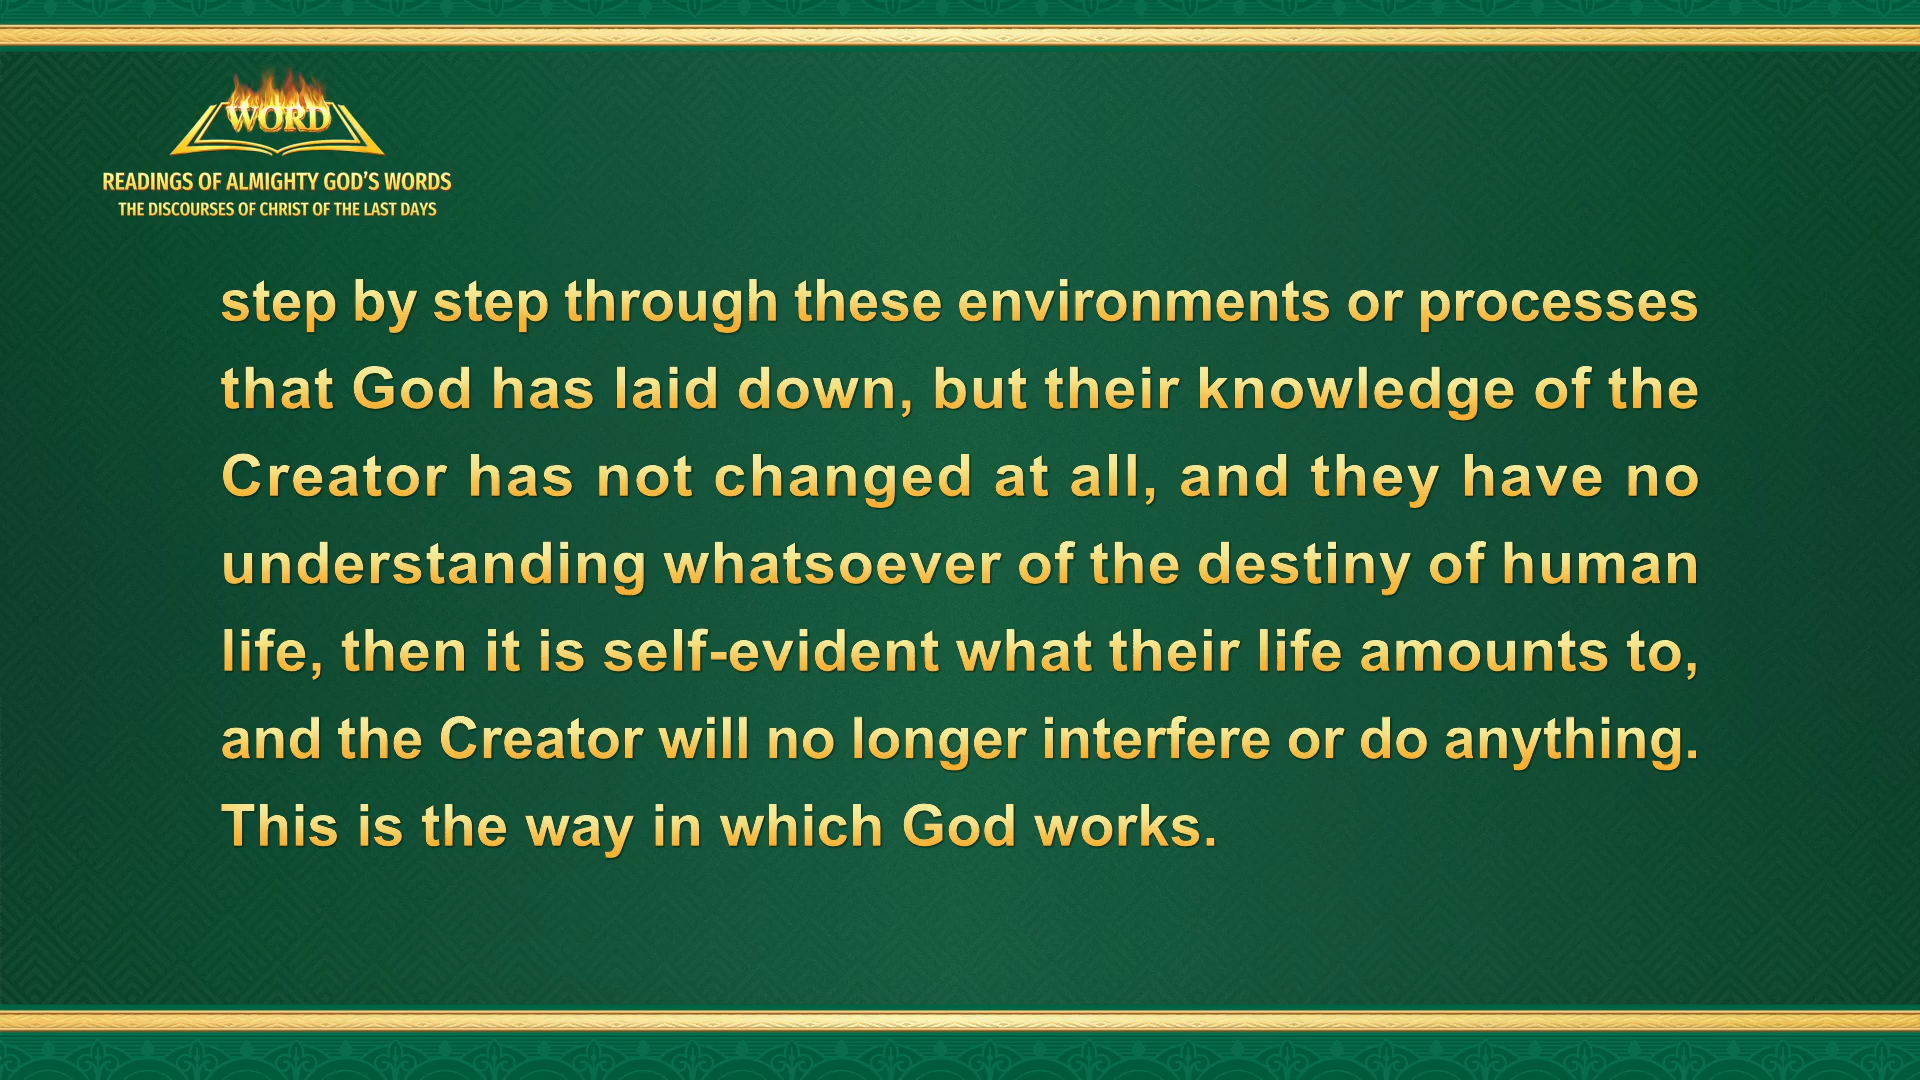 WORD
READINGS OF ALMIGHTY GOD'S WORDS
THE DISCOURSES OF CHRIST OF THE LAST DAYS
step by step through these environments or processes
that God has laid down, but their knowledge of the
Creator has not changed at all, and they have no
understanding whatsoever of the destiny of human
life, then it is self-evident what their life amounts to,
and the Creator will no longer interfere or do anything.
This is the way in which God works.